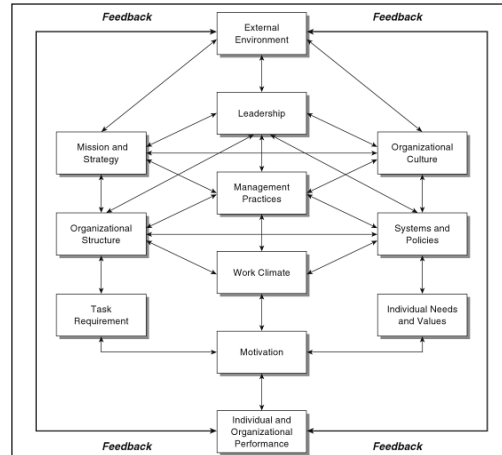 Feedback
Feedback
External
Environment
Leadership
Mission and
Strategy
Organizational
Culture
Management
Practices
Organizational
Structure
Systems and
Policies
Work Climate
Task
Requirement
Individual Needs
and Values
Motivation
Individual and
Organizational
Performance
Feedback
Feedback